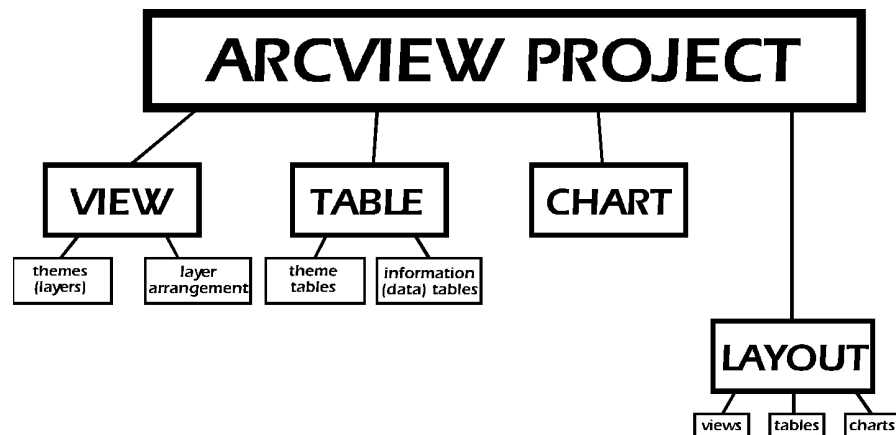 ARCVIEW PROJECT
VIEW
TABLE
CHART
themes
(layers)
layer
arrangement
theme
tables
information
(data) tables
LAYOUT
views
tables
charts